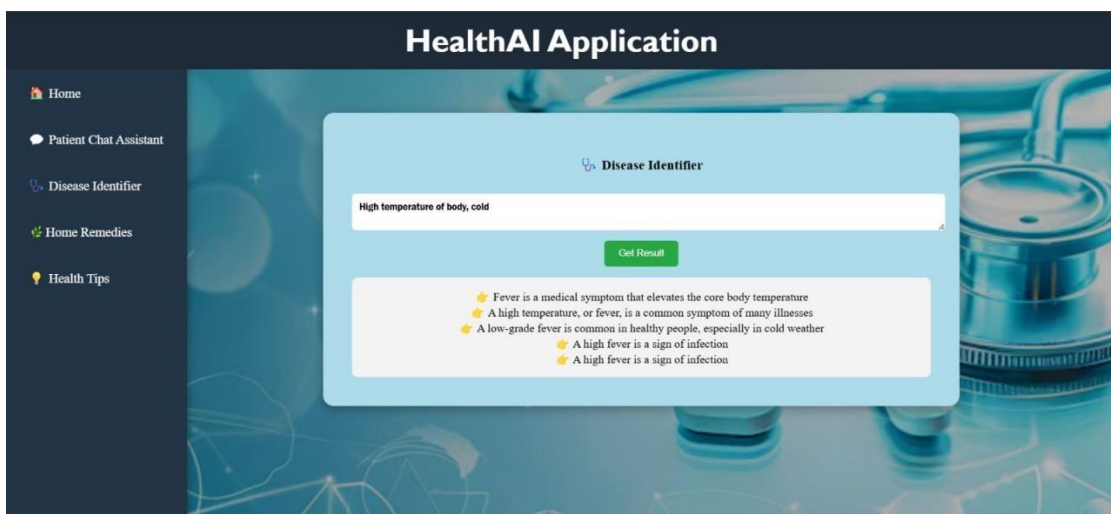 HealthAI Application
🏠 Home
💬 Patient Chat Assistant
🩺 Disease Identifier
🌿 Home Remedies
💡 Health Tips
🩺 Disease Identifier
High temperature of body, cold
Get Result
👉 Fever is a medical symptom that elevates the core body temperature
👉 A high temperature, or fever, is a common symptom of many illnesses
👉 A low-grade fever is common in healthy people, especially in cold weather
👉 A high fever is a sign of infection
👉 A high fever is a sign of infection